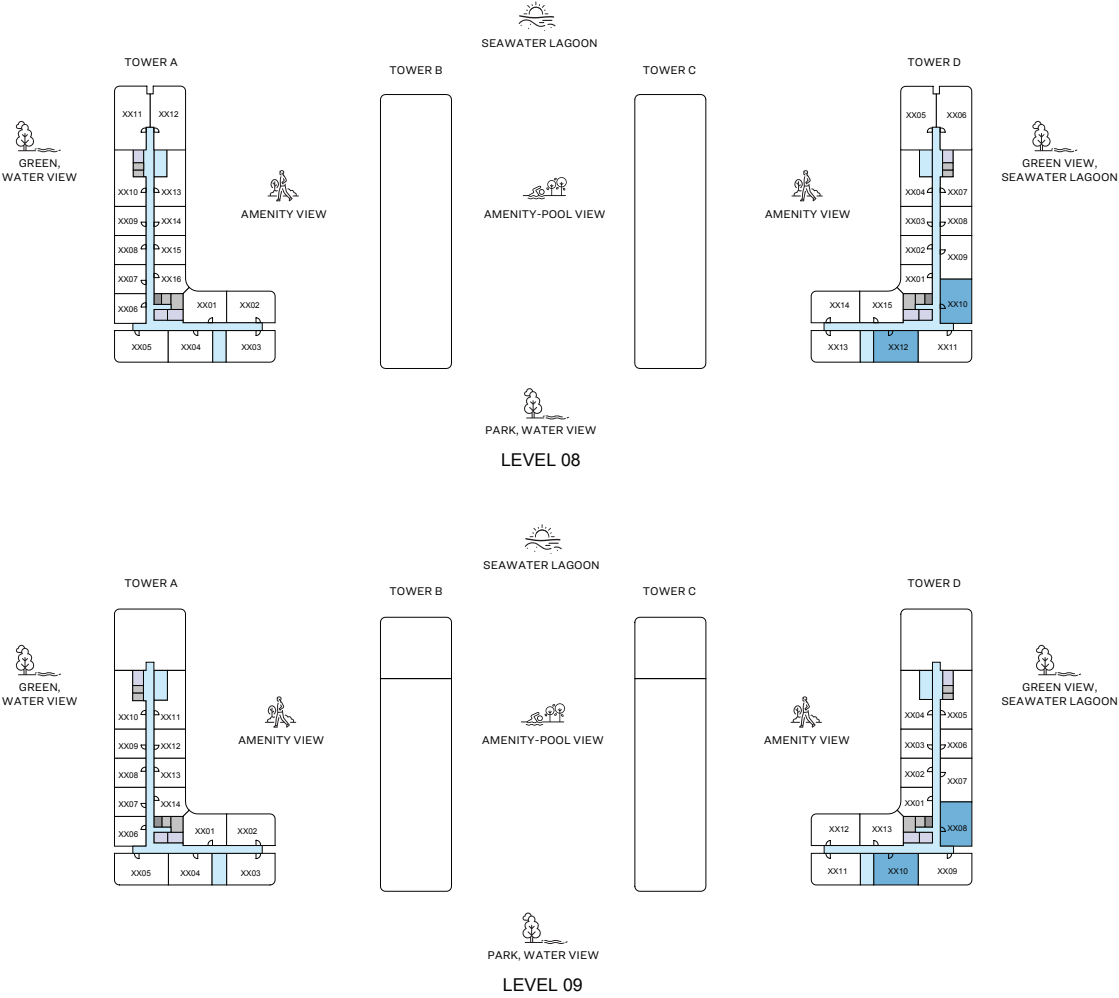 SEAWATER LAGOON
TOWER A
TOWER B
TOWER C
TOWER D
XX11
XX12
XX05
XX06
GREEN,
WATER VIEW
GREEN VIEW,
SEAWATER LAGOON
XX10
XX13
AMENITY VIEW
AMENITY-POOL VIEW
AMENITY VIEW
XX04
XX07
XX09
XX14
XX03
XX08
XX08
XX15
XX02
XX09
XX07
XX16
XX01
XX06
XX01
XX02
XX14
XX15
XX10
XX05
XX04
XX03
XX13
XX12
XX11
PARK, WATER VIEW
LEVEL 08
SEAWATER LAGOON
TOWER A
TOWER B
TOWER C
TOWER D
GREEN,
WATER VIEW
GREEN VIEW,
SEAWATER LAGOON
XX10
XX11
AMENITY VIEW
AMENITY-POOL VIEW
AMENITY VIEW
XX04
XX05
XX09
XX12
XX03
XX06
XX08
XX13
XX02
XX07
XX07
XX14
XX01
XX06
XX01
XX02
XX12
XX13
XX08
XX05
XX04
XX03
XX11
XX10
XX09
PARK, WATER VIEW
LEVEL 09